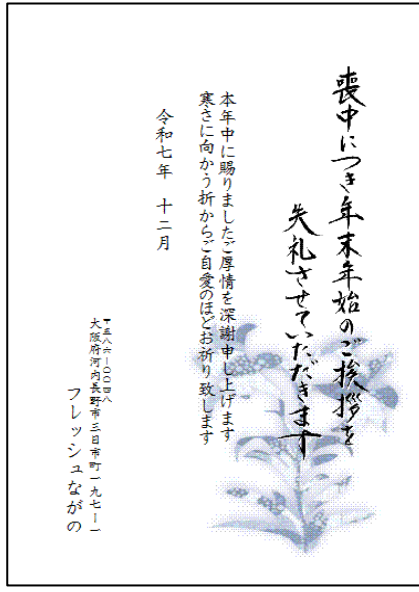 喪中につき年末年始のご挨拶を
失礼させていただきます
本年中に賜りましたご厚情を深謝申し上げます
寒さに向かう折からご自愛のほどお祈り致します
令和七年 十二月
〒五八六−〇〇四八
大阪府河内長野市三日市町一九七−一
フレッシュながの